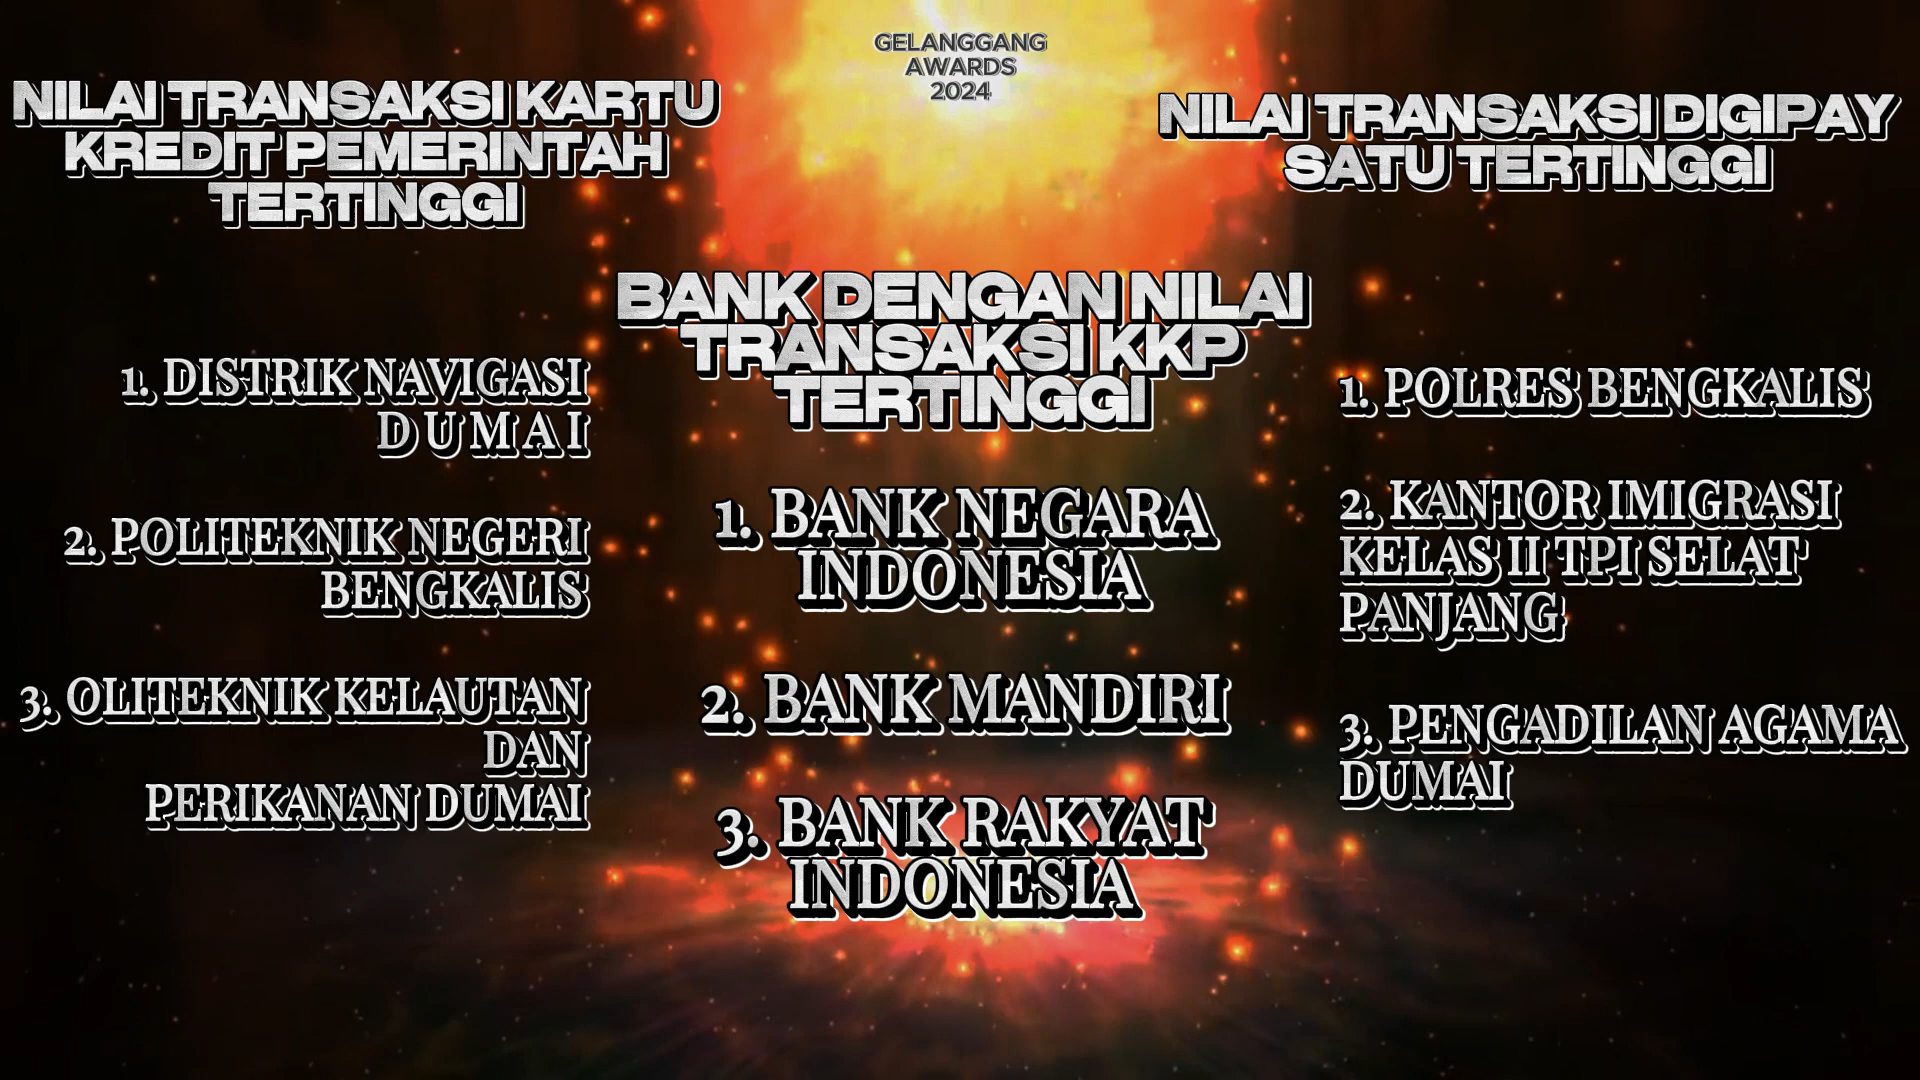 GELANGGANG
AWARDS
2024
NILAI TRANSAKSI KARTU
KREDIT PEMERINTAH
TERTINGGI
1. DISTRIK NAVIGASI
D U M A I
2. POLITEKNIK NEGERI
BENGKALIS
3. OLITEKNIK KELAUTAN
DAN
PERIKANAN DUMAI
BANK DENGAN NILAI
TRANSAKSI KKP
TERTINGGI
1. BANK NEGARA
INDONESIA
2. BANK MANDIRI
3. BANK RAKYAT
INDONESIA
NILAI TRANSAKSI DIGIPAY
SATU TERTINGGI
1. POLRES BENGKALIS
2. KANTOR IMIGRASI
KELAS II TPI SELAT
PANJANG
3. PENGADILAN AGAMA
DUMAI